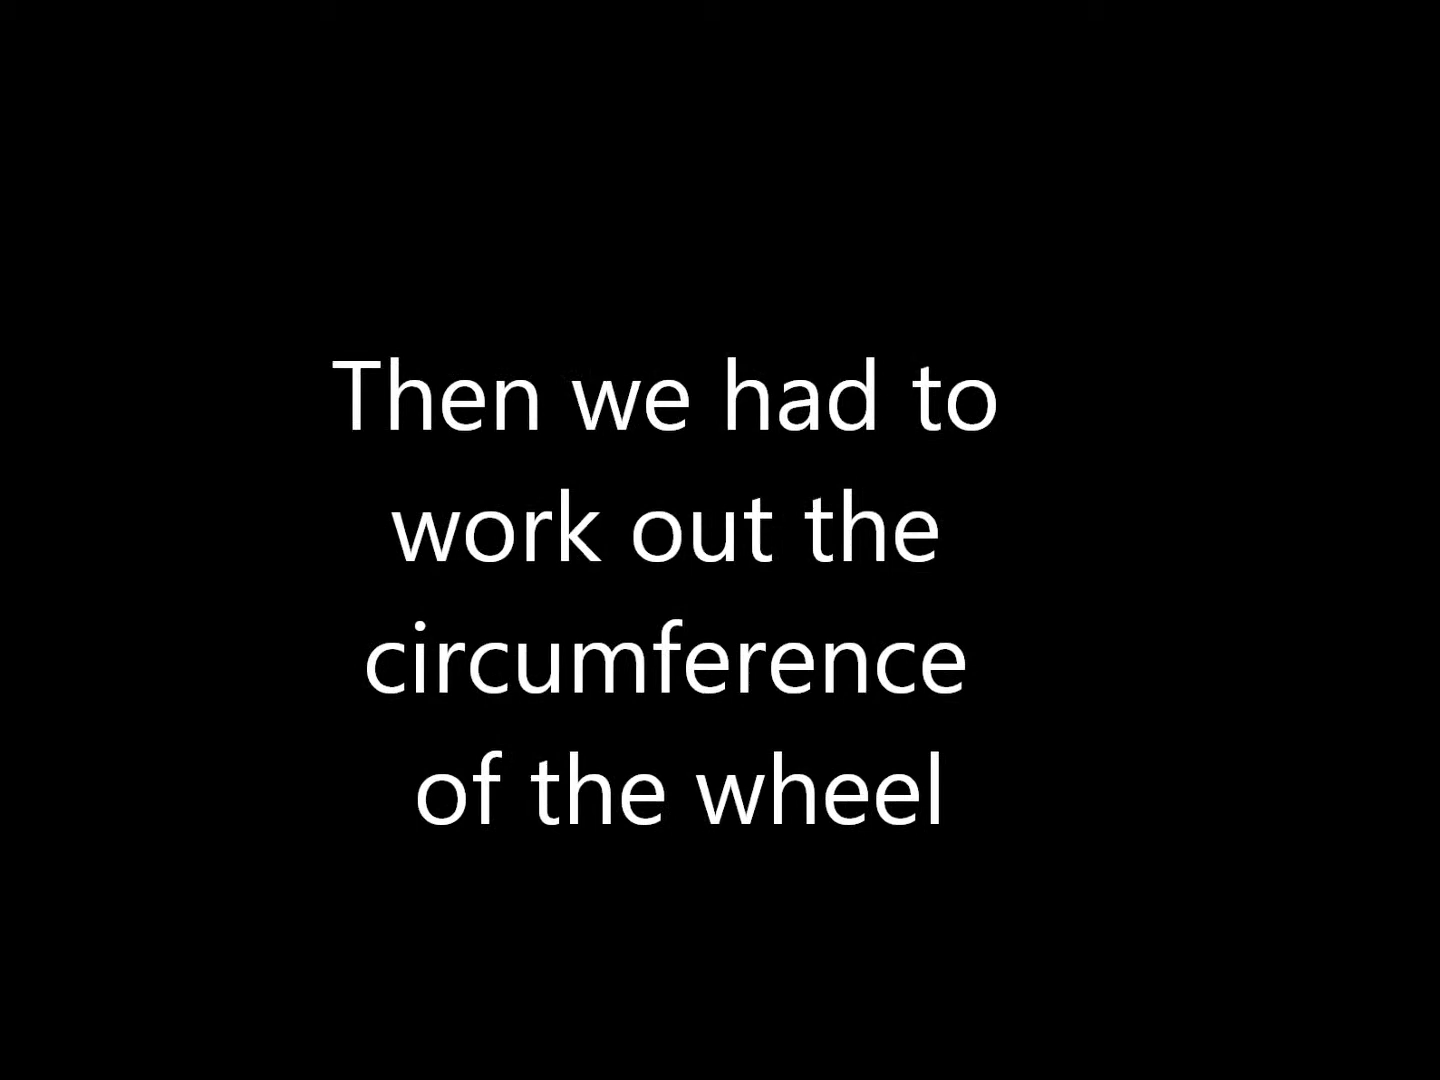 Then we had to
work out the
circumference
of the wheel